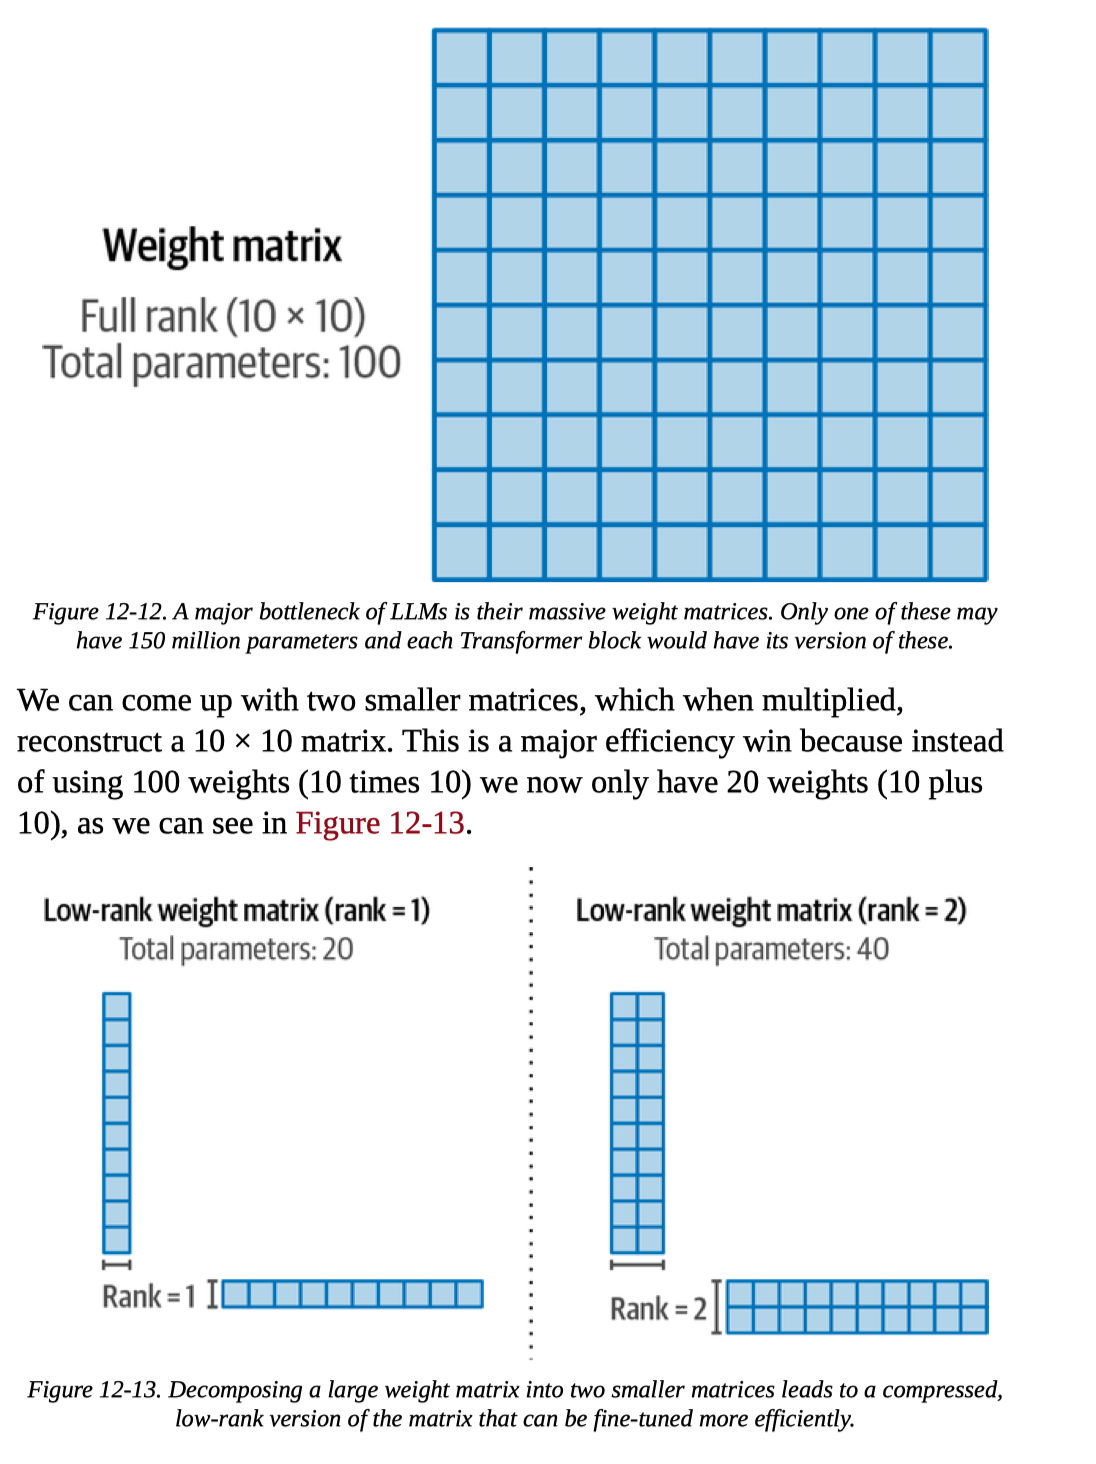 Weight matrix
Full rank (10 × 10)
Total parameters: 100
Figure 12-12. A major bottleneck of LLMs is their massive weight matrices. Only one of these may
have 150 million parameters and each Transformer block would have its version of these.
We can come up with two smaller matrices, which when multiplied,
reconstruct a 10 × 10 matrix. This is a major efficiency win because instead
of using 100 weights (10 times 10) we now only have 20 weights (10 plus
10), as we can see in Figure 12-13.
Low-rank weight matrix (rank = 1)
Total parameters: 20
Rank = 1
Low-rank weight matrix (rank = 2)
Total parameters: 40
Rank = 2
Figure 12-13. Decomposing a large weight matrix into two smaller matrices leads to a compressed,
low-rank version of the matrix that can be fine-tuned more efficiently.